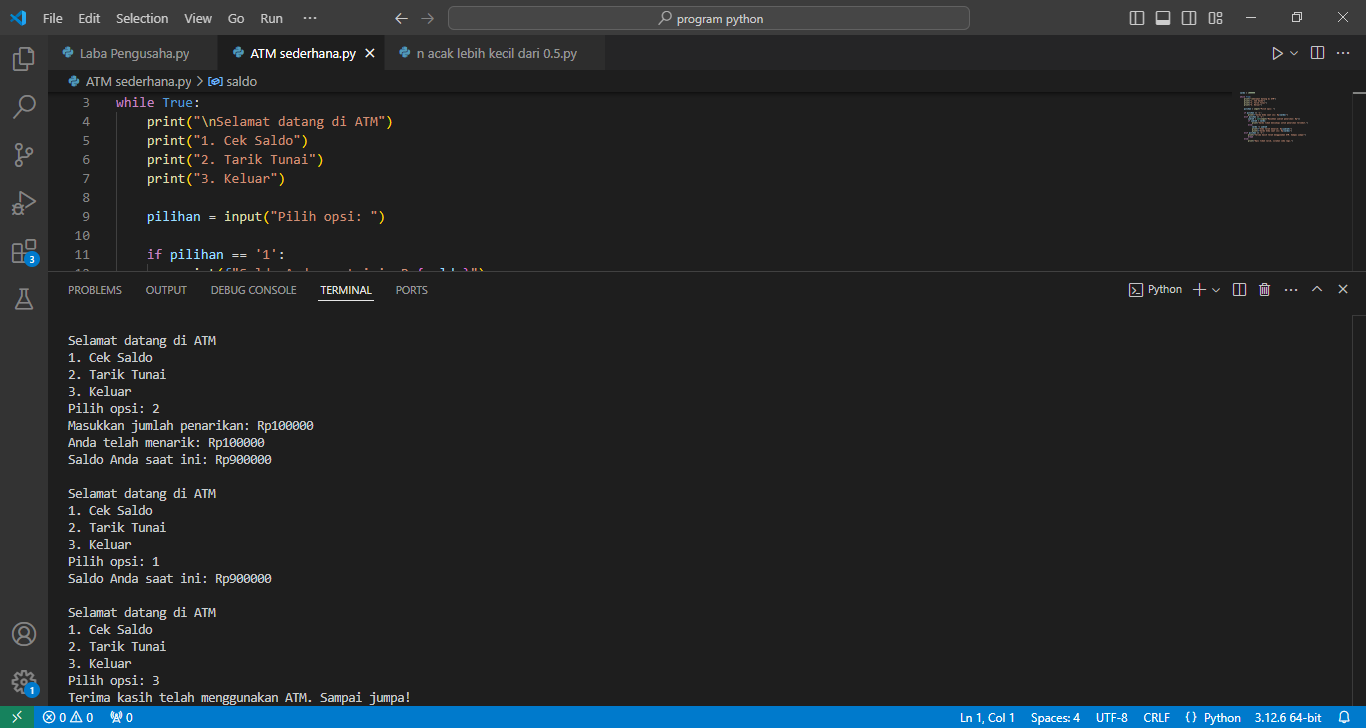 File Edit Selection View Go Run ···
program python
Laba Pengusaha.py
ATM sederhana.py
n acak lebih kecil dari 0.5.py
ATM sederhana.py > saldo
3 while True:
4 print("\nSelamat datang di ATM")
5 print("1. Cek Saldo")
6 print("2. Tarik Tunai")
7 print("3. Keluar")
8
9 pilihan = input("Pilih opsi: ")
10
11 if pilihan == '1':
3
PROBLEMS OUTPUT DEBUG CONSOLE TERMINAL PORTS
Python
Selamat datang di ATM
1. Cek Saldo
2. Tarik Tunai
3. Keluar
Pilih opsi: 2
Masukkan jumlah penarikan: Rp100000
Anda telah menarik: Rp100000
Saldo Anda saat ini: Rp900000
Selamat datang di ATM
1. Cek Saldo
2. Tarik Tunai
3. Keluar
Pilih opsi: 1
Saldo Anda saat ini: Rp900000
Selamat datang di ATM
1. Cek Saldo
2. Tarik Tunai
3. Keluar
Pilih opsi: 3
Terima kasih telah menggunakan ATM. Sampai jumpa!
1
0 0 0
Ln 1, Col 1 Spaces: 4 UTF-8 CRLF {} Python 3.12.6 64-bit